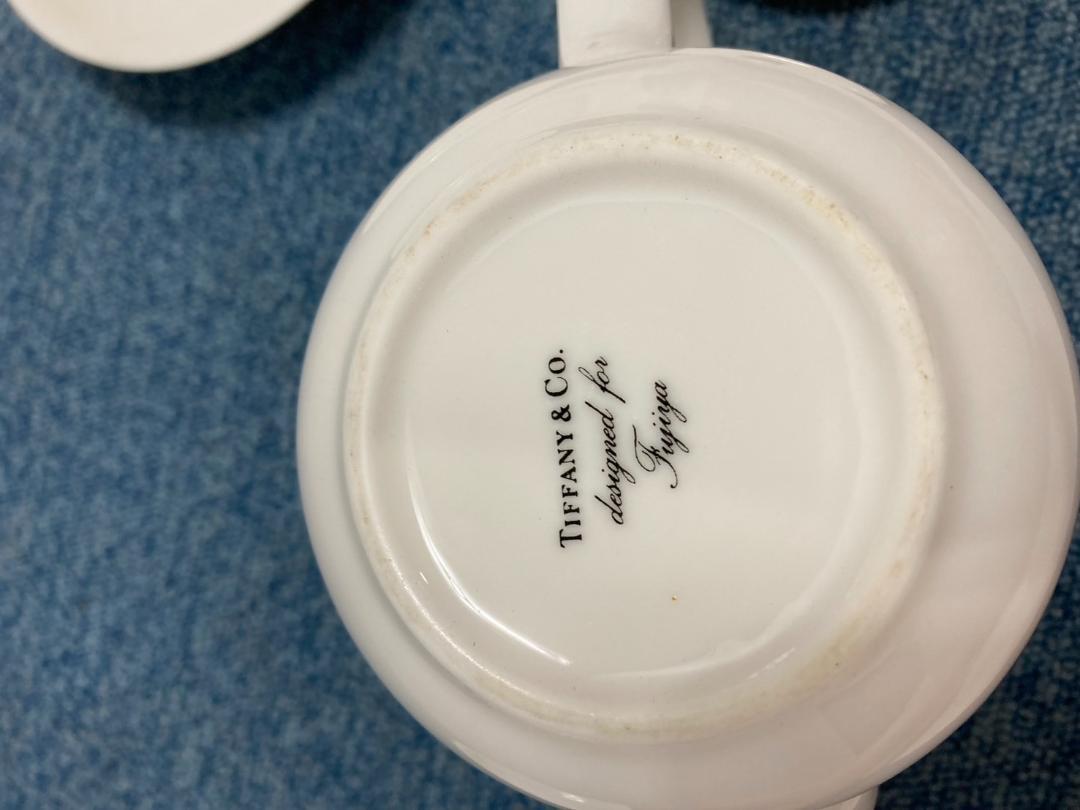 TIFFANY & CO.
designed for
Fujiya